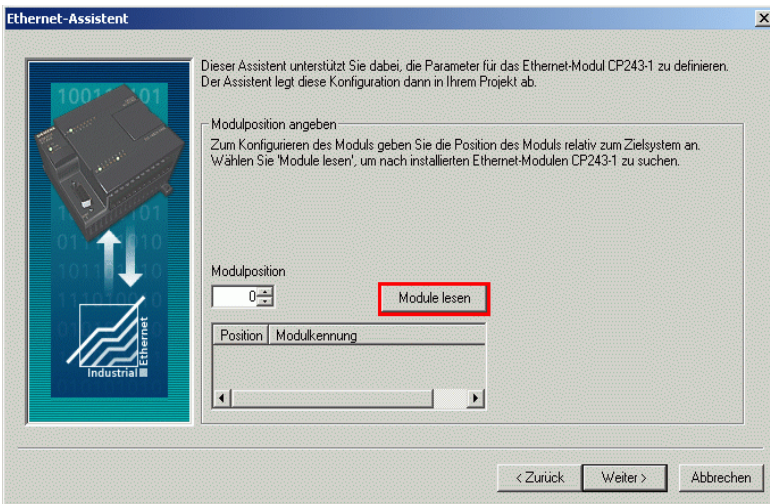 Ethernet-Assistent
Dieser Assistent unterstützt Sie dabei, die Parameter für das Ethernet-Modul CP243-1 zu definieren.
Der Assistent legt diese Konfiguration dann in Ihrem Projekt ab.
Modulposition angeben
Zum Konfigurieren des Moduls geben Sie die Position des Moduls relativ zum Zielsystem an.
Wählen Sie 'Module lesen', um nach installierten Ethernet-Modulen CP243-1 zu suchen.
Modulposition
0
Module lesen
Position Modulkennung
Industrial
Ethernet
< Zurück
Weiter >
Abbrechen